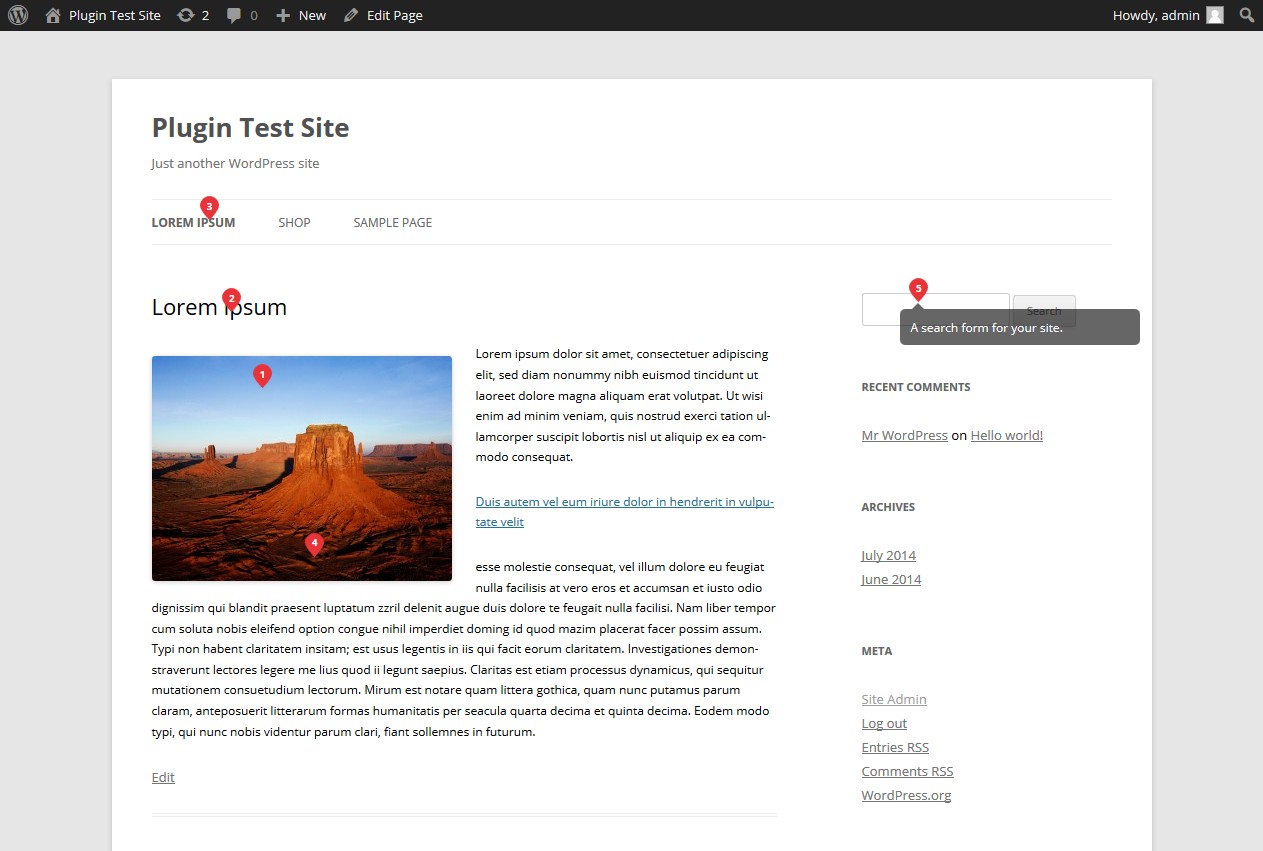 Plugin Test Site 2 0 New Edit Page Howdy, admin
Plugin Test Site
Just another WordPress site
3
LOREM IPSUM SHOP SAMPLE PAGE
2
Lorem Ipsum
1
4
Lorem ipsum dolor sit amet, consectetuer adipiscing
elit, sed diam nonummy nibh euismod tincidunt ut
laoreet dolore magna aliquam erat volutpat. Ut wisi
enim ad minim veniam, quis nostrud exerci tation ul-
lamcorper suscipit lobortis nisl ut aliquip ex ea com-
modo consequat.
Duis autem vel eum iriure dolor in hendrerit in vulpu-
tate velit
esse molestie consequat, vel illum dolore eu feugiat
nulla facilisis at vero eros et accumsan et iusto odio
dignissim qui blandit praesent luptatum zzril delenit augue duis dolore te feugait nulla facilisi. Nam liber tempor
cum soluta nobis eleifend option congue nihil imperdiet doming id quod mazim placerat facer possim assum.
Typi non habent claritatem insitam; est usus legentis in iis qui facit eorum claritatem. Investigationes demon-
straverunt lectores legere me lius quod ii legunt saepius. Claritas est etiam processus dynamicus, qui sequitur
mutationem consuetudium lectorum. Mirum est notare quam littera gothica, quam nunc putamus parum
claram, anteposuerit litterarum formas humanitatis per seacula quarta decima et quinta decima. Eodem modo
typi, qui nunc nobis videntur parum clari, fiant sollemnes in futurum.
Edit
5
Search
A search form for your site.
RECENT COMMENTS
Mr WordPress on Hello world!
ARCHIVES
July 2014
June 2014
META
Site Admin
Log out
Entries RSS
Comments RSS
WordPress.org